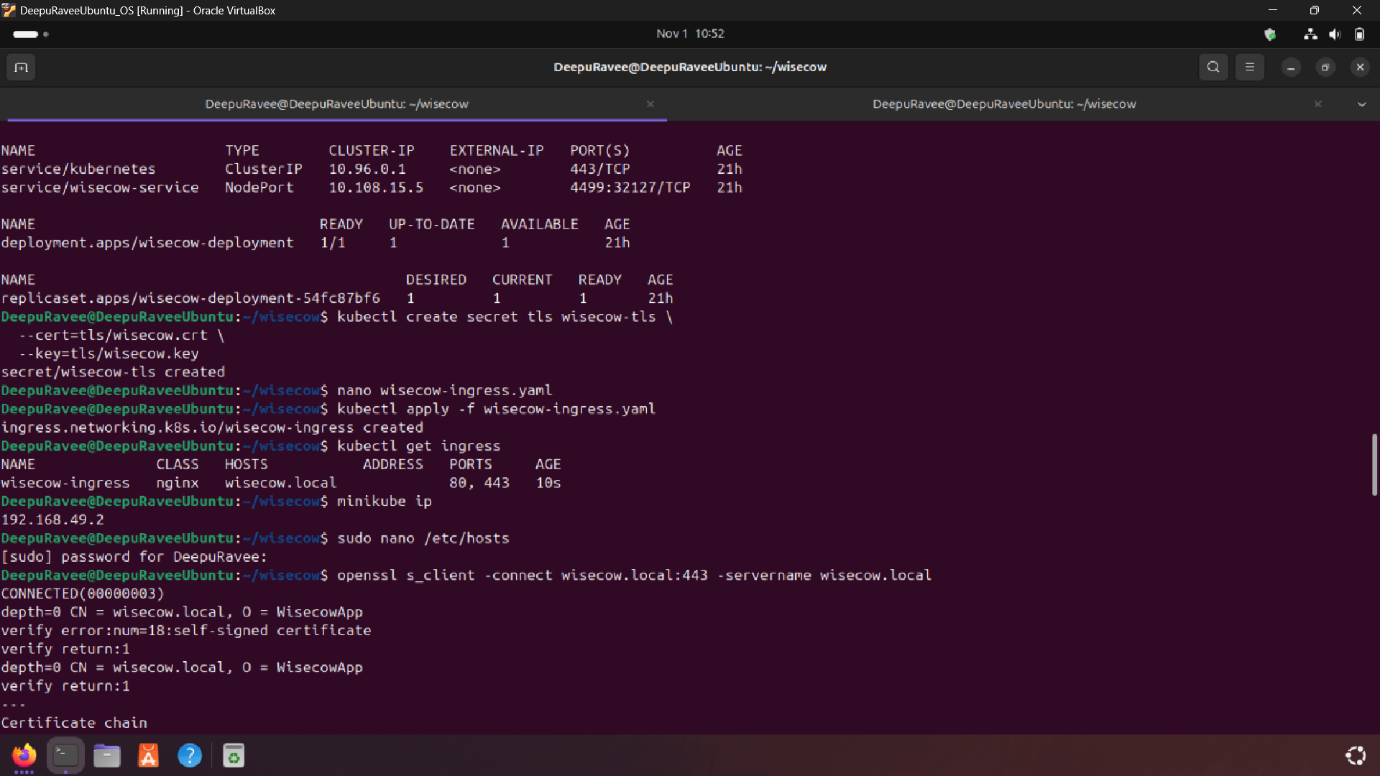 DeepuRaveeUbuntu_OS [Running] - Oracle VirtualBox
Nov 1 10:52
DeepuRavee@DeepuRaveeUbuntu: ~/wisecow
DeepuRavee@DeepuRaveeUbuntu: ~/wisecow DeepuRavee@DeepuRaveeUbuntu: ~/wisecow
NAME TYPE CLUSTER-IP EXTERNAL-IP PORT(S) AGE
service/kubernetes ClusterIP 10.96.0.1 <none> 443/TCP 21h
service/wisecow-service NodePort 10.108.15.5 <none> 4499:32127/TCP 21h
NAME READY UP-TO-DATE AVAILABLE AGE
deployment.apps/wisecow-deployment 1/1 1 1 21h
NAME DESIRED CURRENT READY AGE
replicaset.apps/wisecow-deployment-54fc87bf6 1 1 1 21h
DeepuRavee@DeepuRaveeUbuntu:~/wisecow$ kubectl create secret tls wisecow-tls \
--cert=tls/wisecow.crt \
--key=tls/wisecow.key
secret/wisecow-tls created
DeepuRavee@DeepuRaveeUbuntu:~/wisecow$ nano wisecow-ingress.yaml
DeepuRavee@DeepuRaveeUbuntu:~/wisecow$ kubectl apply -f wisecow-ingress.yaml
ingress.networking.k8s.io/wisecow-ingress created
DeepuRavee@DeepuRaveeUbuntu:~/wisecow$ kubectl get ingress
NAME CLASS HOSTS ADDRESS PORTS AGE
wisecow-ingress nginx wisecow.local 80, 443 10s
DeepuRavee@DeepuRaveeUbuntu:~/wisecow$ minikube ip
192.168.49.2
DeepuRavee@DeepuRaveeUbuntu:~/wisecow$ sudo nano /etc/hosts
[sudo] password for DeepuRavee:
DeepuRavee@DeepuRaveeUbuntu:~/wisecow$ openssl s_client -connect wisecow.local:443 -servername wisecow.local
CONNECTED(00000003)
depth=0 CN = wisecow.local, O = WisecowApp
verify error:num=18:self-signed certificate
verify return:1
depth=0 CN = wisecow.local, O = WisecowApp
verify return:1
---
Certificate chain